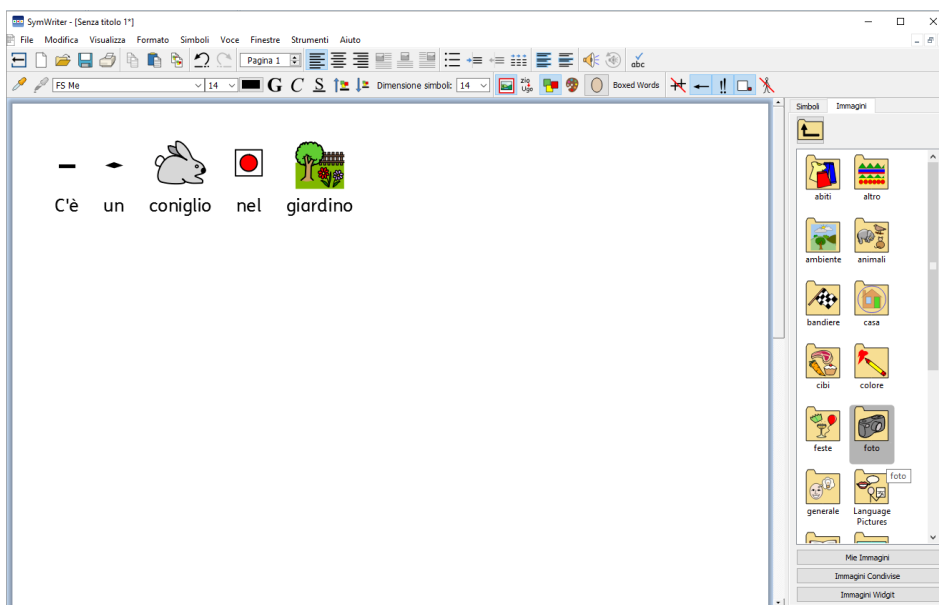 SymWriter - [Senza titolo 1*]
File Modifica Visualizza Formato Simboli Voce Finestre Strumenti Aiuto
Pagina 1 abc
FS Me 14 G C S Dimensione simboli: 14 zig Ugo Boxed Words
Simboli Immagini
C'è un coniglio nel giardino
abiti altro
ambiente animali
bandiere casa
cibi colore
feste foto
foto
generale Language Pictures
Mie Immagini
Immagini Condivise
Immagini Widgit